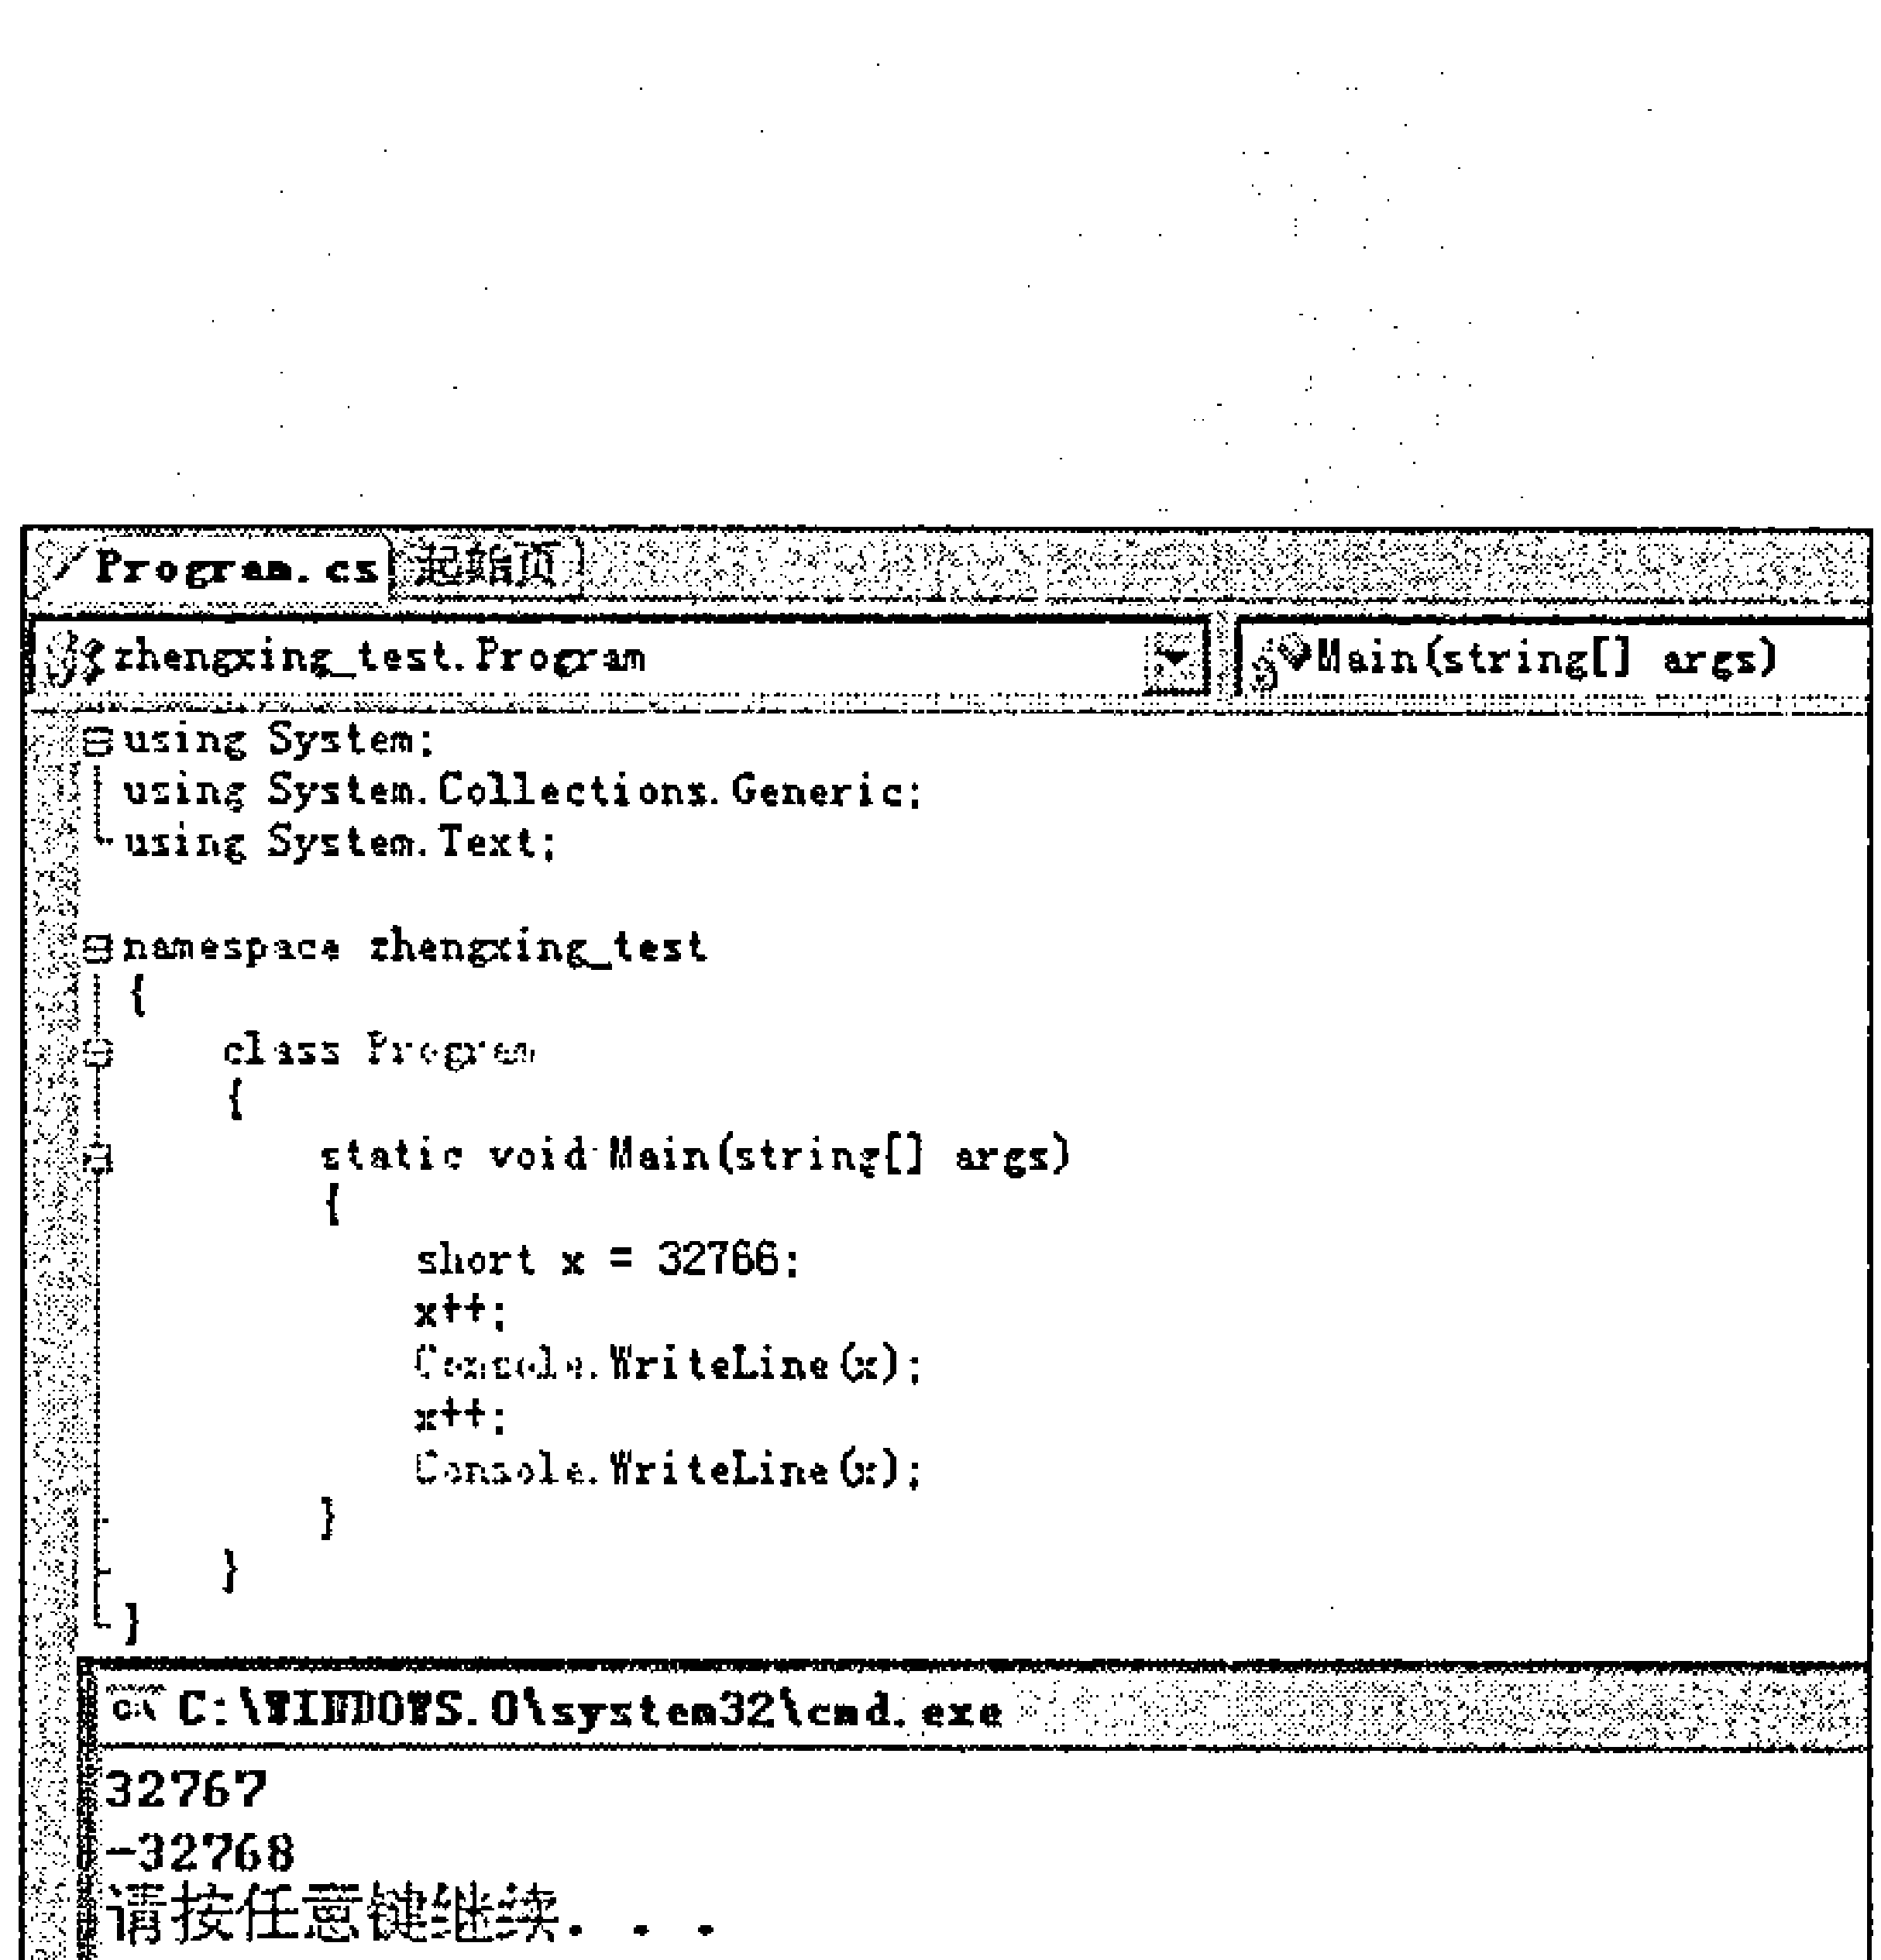 Program.cs 起始页
zhengxing_test.Program Main(string[] args)
using System;
using System.Collections.Generic;
using System.Text;
namespace zhengxing_test
{
class Program
{
static void Main(string[] args)
{
short x = 32766;
x++;
Console.WriteLine(x);
x++;
Console.WriteLine(x);
}
}
}
C:\WINDOWS.0\system32\cmd.exe
32767
-32768
请按任意键继续. . .